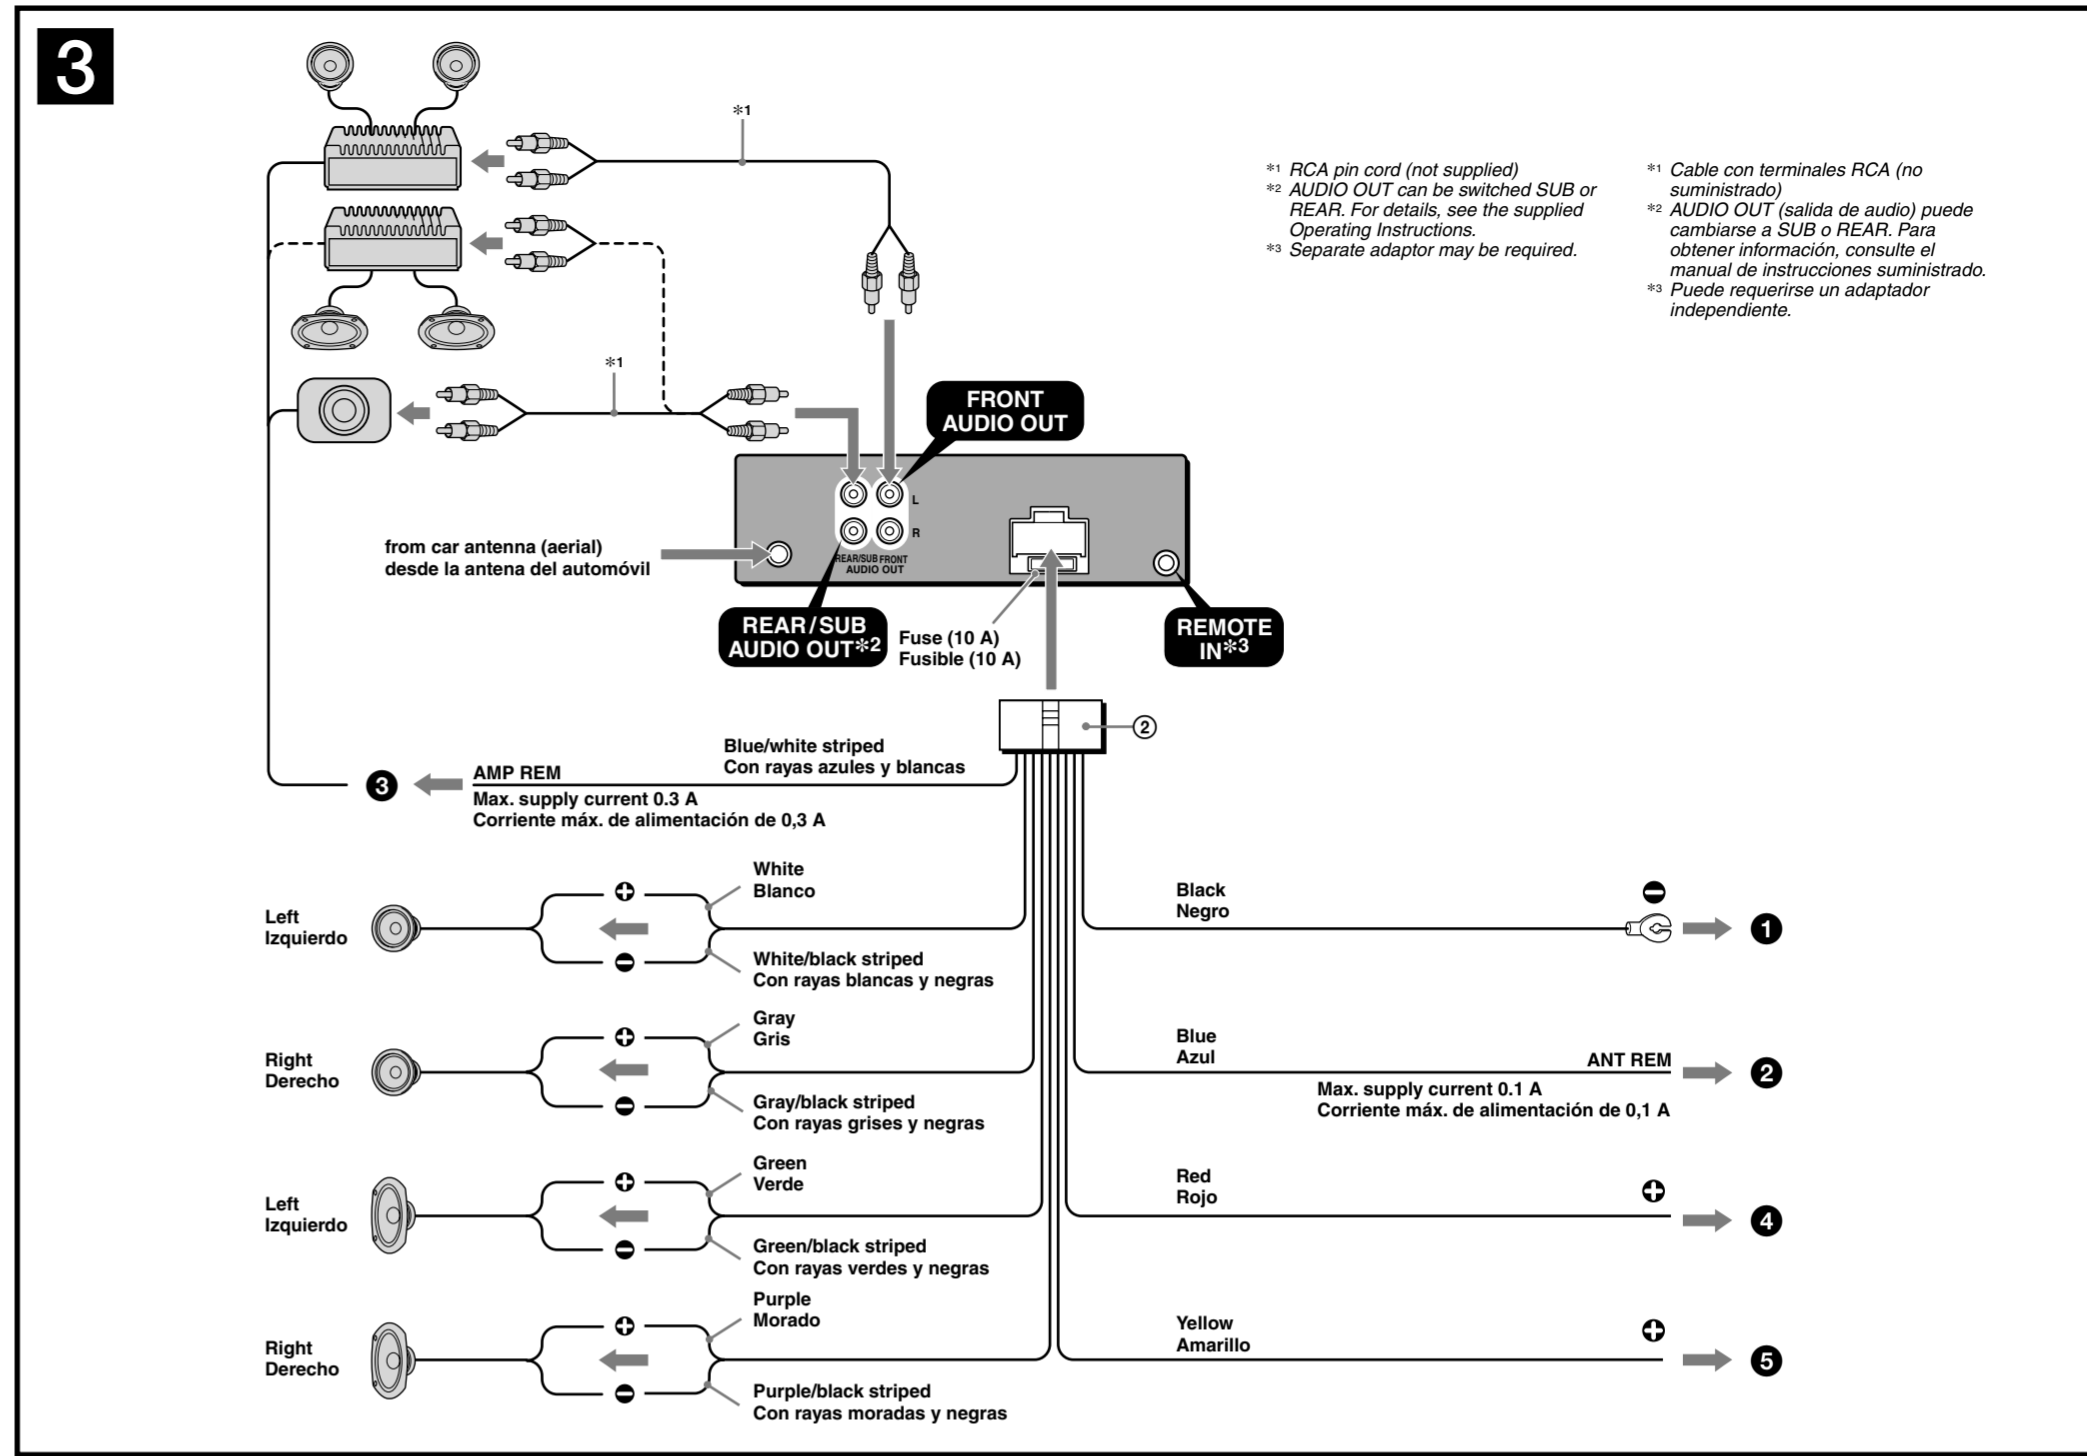 3
*1
*1 RCA pin cord (not supplied)
*2 AUDIO OUT can be switched SUB or
REAR. For details, see the supplied
Operating Instructions.
*3 Separate adaptor may be required.
*1 Cable con terminales RCA (no
suministrado)
*2 AUDIO OUT (salida de audio) puede
cambiarse a SUB o REAR. Para
obtener información, consulte el
manual de instrucciones suministrado.
*3 Puede requerirse un adaptador
independiente.
*1
FRONT
AUDIO OUT
L
R
REAR/SUB FRONT
AUDIO OUT
from car antenna (aerial)
desde la antena del automóvil
REAR/SUB
AUDIO OUT*2
Fuse (10 A)
Fusible (10 A)
REMOTE
IN*3
②
Blue/white striped
Con rayas azules y blancas
❸
AMP REM
Max. supply current 0.3 A
Corriente máx. de alimentación de 0,3 A
White
Blanco
Left
Izquierdo
+
−
White/black striped
Con rayas blancas y negras
Black
Negro
−
❶
Gray
Gris
Right
Derecho
+
−
Gray/black striped
Con rayas grises y negras
Blue
Azul
ANT REM
❷
Max. supply current 0.1 A
Corriente máx. de alimentación de 0,1 A
Green
Verde
Left
Izquierdo
+
−
Green/black striped
Con rayas verdes y negras
Red
Rojo
+
❹
Purple
Morado
Right
Derecho
+
−
Purple/black striped
Con rayas moradas y negras
Yellow
Amarillo
+
❺